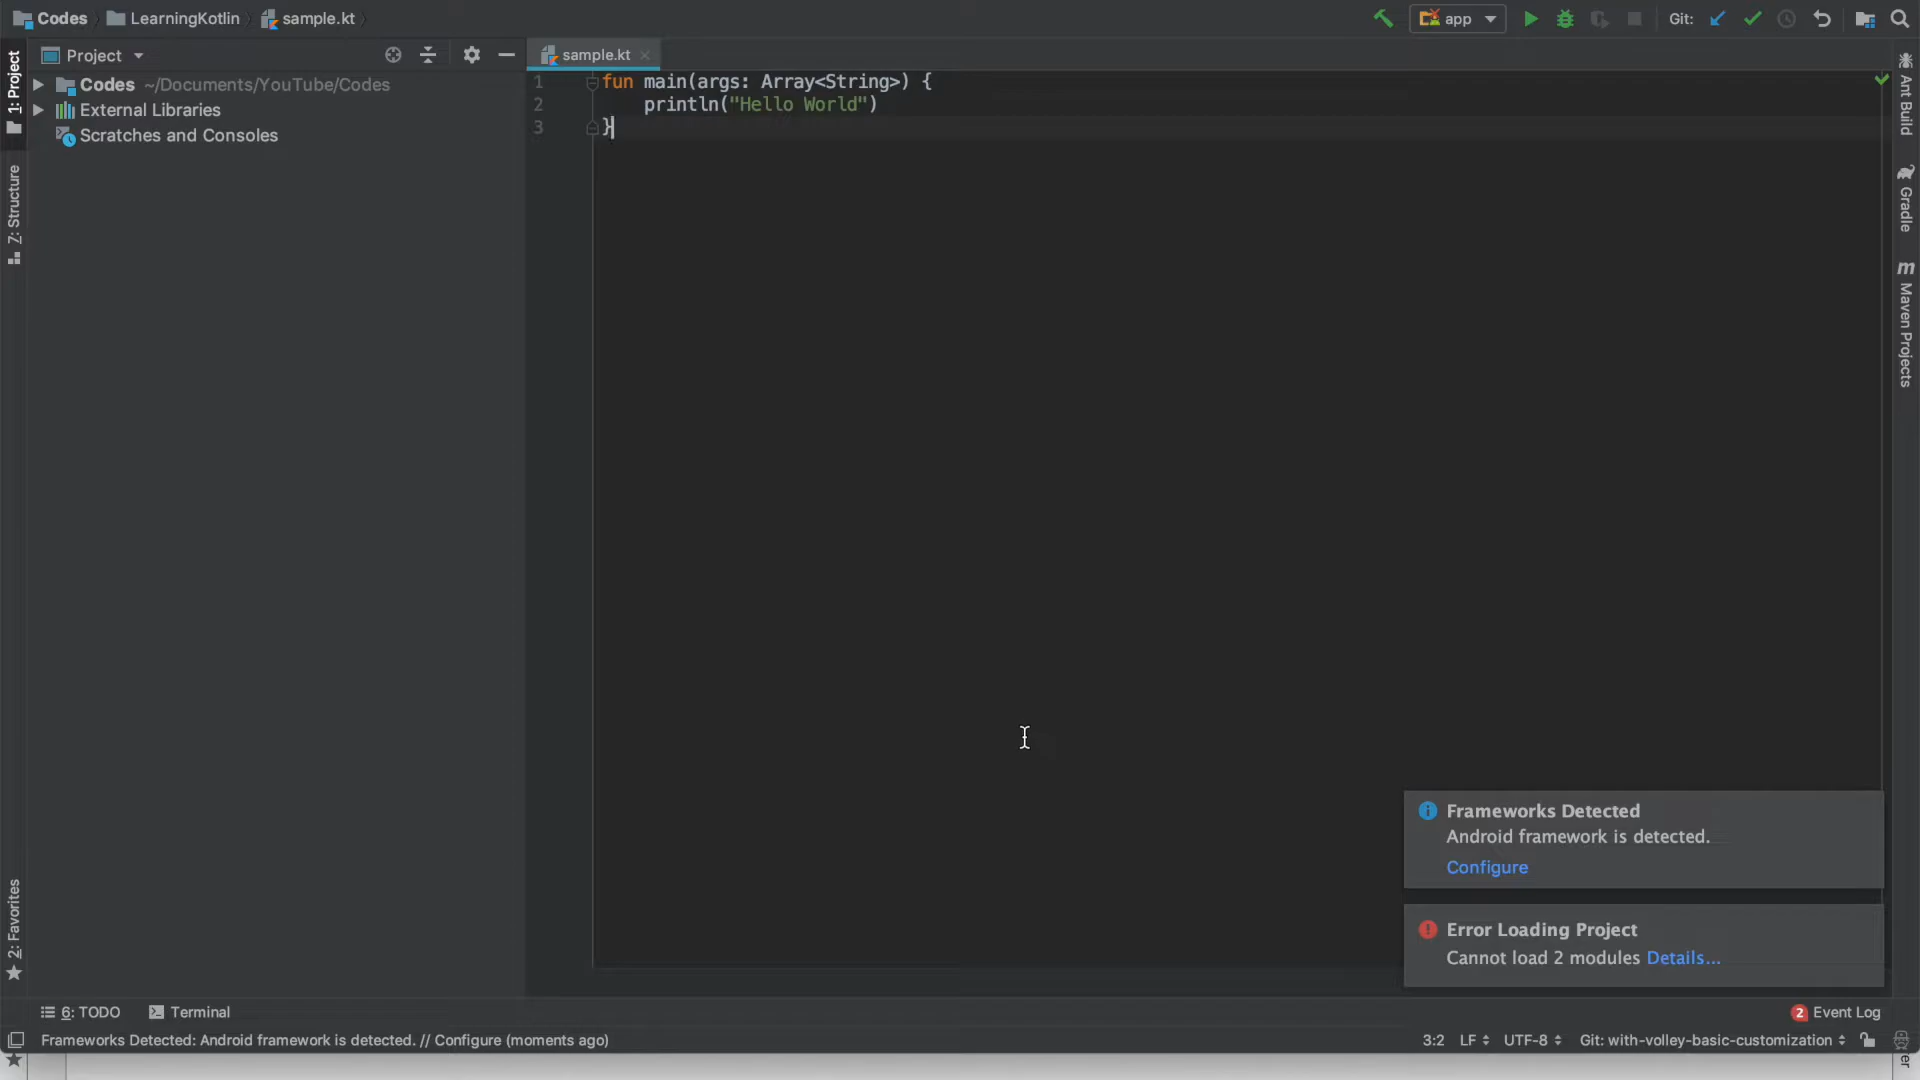 Codes LearningKotlin sample.kt
app Git:
Project
sample.kt
1: Project
Z: Structure
2: Favorites
Codes ~/Documents/YouTube/Codes
External Libraries
Scratches and Consoles
1 fun main(args: Array<String>) {
2 println("Hello World")
3 }
Ant Build
Gradle
m Maven Projects
Frameworks Detected
Android framework is detected.
Configure
Error Loading Project
Cannot load 2 modules Details...
6: TODO Terminal
2 Event Log
Frameworks Detected: Android framework is detected. // Configure (moments ago)
3:2 LF UTF-8 Git: with-volley-basic-customization
er